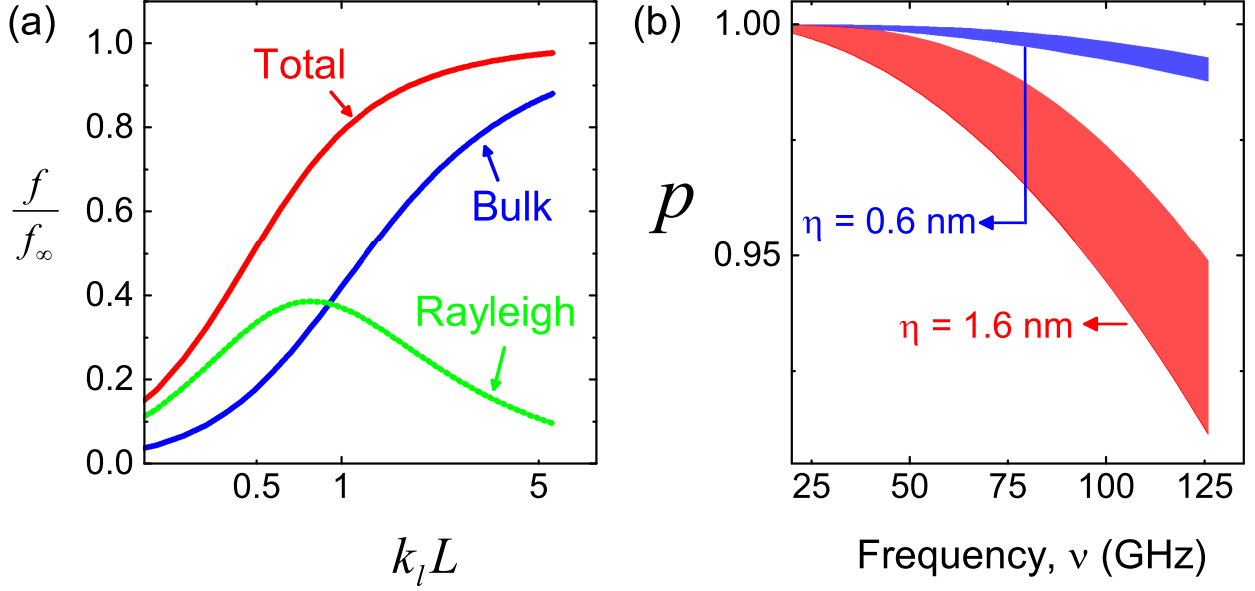 (a)
1.0
0.8
0.6
0.4
0.2
0.0
f
f∞
Total
Bulk
Rayleigh
0.5 1 5
k_l L
(b)
1.00
0.95
p
η = 0.6 nm
η = 1.6 nm
25 50 75 100 125
Frequency, ν (GHz)